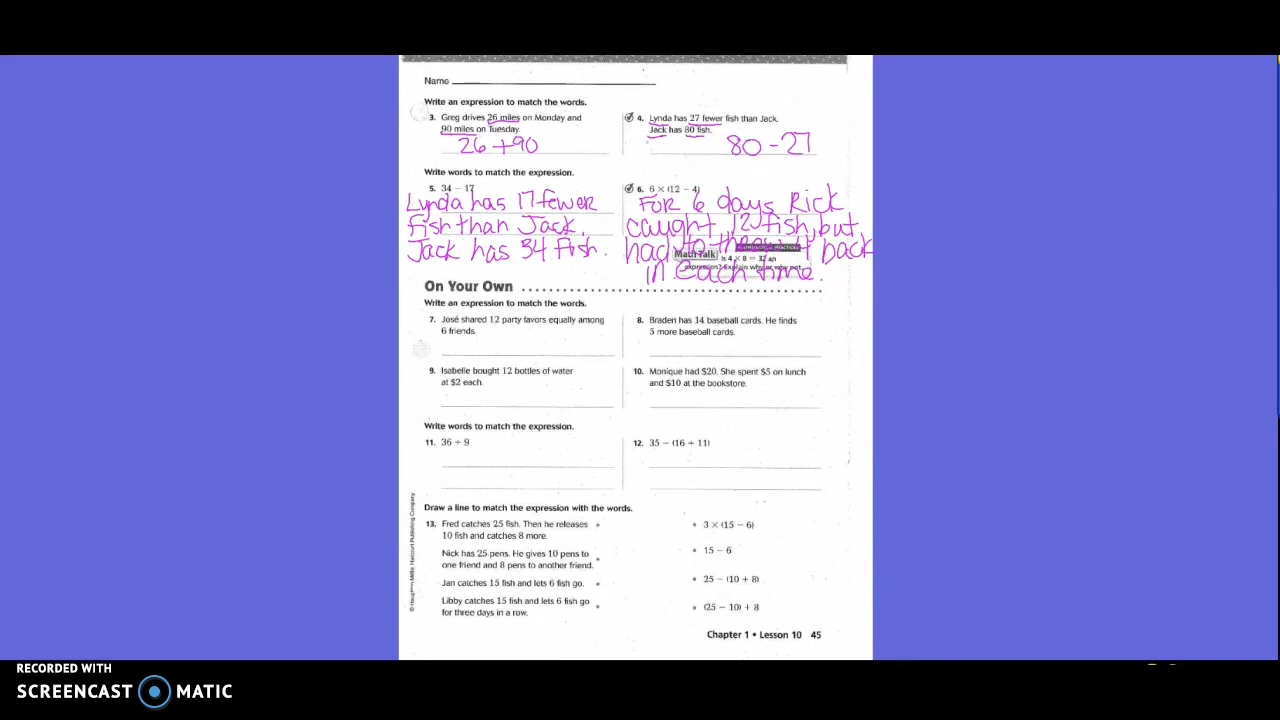 Name
Write an expression to match the words.
3. Greg drives 26 miles on Monday and
90 miles on Tuesday.
26 + 90
4. Lynda has 27 fewer fish than Jack.
Jack has 80 fish.
80 - 27
Write words to match the expression.
5. 34 − 17
Lynda has 17 fewer
fish than Jack.
Jack has 34 fish.
6. 6 × (12 − 4)
For 6 days Rick
caught 12 fish, but
had to throw 4 back
in each time.
Math Talk
Is 4 × 8 = 32 an
expression? Explain why or why not.
On Your Own
Write an expression to match the words.
7. José shared 12 party favors equally among
6 friends.
8. Braden has 14 baseball cards. He finds
5 more baseball cards.
9. Isabelle bought 12 bottles of water
at $2 each.
10. Monique had $20. She spent $5 on lunch
and $10 at the bookstore.
Write words to match the expression.
11. 36 ÷ 9
12. 35 − (16 + 11)
Draw a line to match the expression with the words.
13. Fred catches 25 fish. Then he releases
10 fish and catches 8 more.
Nick has 25 pens. He gives 10 pens to
one friend and 8 pens to another friend.
Jan catches 15 fish and lets 6 fish go.
Libby catches 15 fish and lets 6 fish go
for three days in a row.
• 3 × (15 − 6)
• 15 − 6
• 25 − (10 + 8)
• (25 − 10) + 8
© Houghton Mifflin Harcourt Publishing Company
Chapter 1 • Lesson 10 45
RECORDED WITH
SCREENCAST MATIC